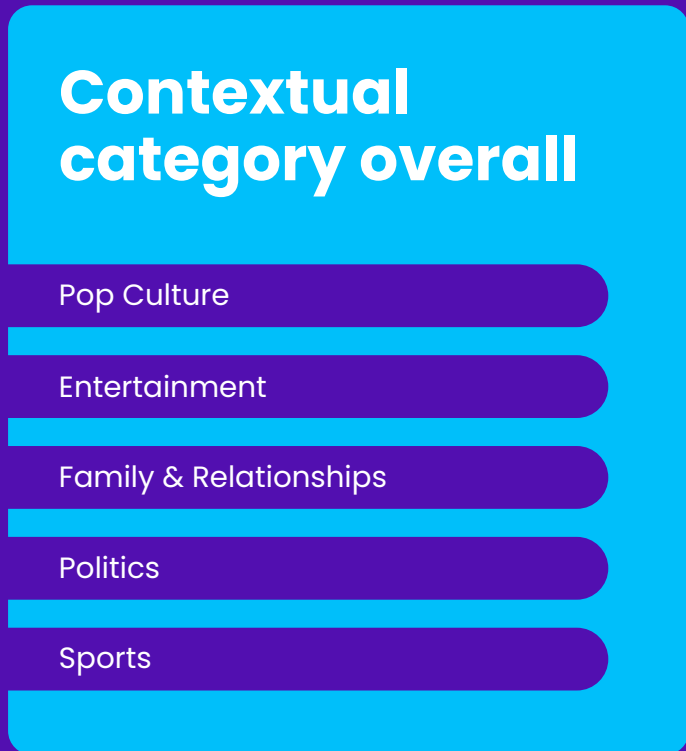 Contextual
category overall
Pop Culture
Entertainment
Family & Relationships
Politics
Sports